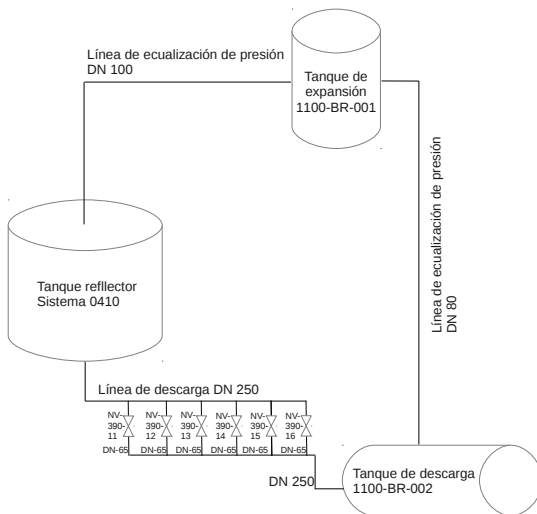 Línea de ecualización de presión
DN 100
Tanque de
expansión
1100-BR-001
Línea de ecualización de presión
DN 80
Tanque refllector
Sistema 0410
Línea de descarga DN 250
NV-
390-
11
NV-
390-
12
NV-
390-
13
NV-
390-
14
NV-
390-
15
NV-
390-
16
DN-65
DN-65
DN-65
DN-65
DN-65
DN-65
DN 250
Tanque de descarga
1100-BR-002